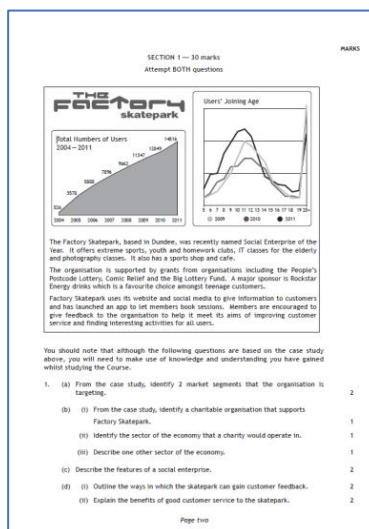 MARKS
SECTION 1 — 30 marks
Attempt BOTH questions
THE
FACTORY
skatepark
Total Numbers of Users
2004 — 2011
14816
13049
11347
9662
7896
5808
3578
526
2004 2005 2006 2007 2008 2009 2010 2011
Users' Joining Age
5 6 7 8 9 10 11 12 13 14 15 16 17 18 19 20+
2009 2010 2011
The Factory Skatepark, based in Dundee, was recently named Social Enterprise of the
Year. It offers extreme sports, youth and homework clubs, IT classes for the elderly
and photography classes. It also has a sports shop and cafe.
The organisation is supported by grants from organisations including the People's
Postcode Lottery, Comic Relief and the Big Lottery Fund. A major sponsor is Rockstar
Energy drinks which is a favourite choice amongst teenage customers.
Factory Skatepark uses its website and social media to give information to customers
and has launched an app to let members book sessions. Members are encouraged to
give feedback to the organisation to help it meet its aims of improving customer
service and finding interesting activities for all users.
You should note that although the following questions are based on the case study
above, you will need to make use of knowledge and understanding you have gained
whilst studying the Course.
1. (a) From the case study, identify 2 market segments that the organisation is
targeting. 2
(b) (i) From the case study, identify a charitable organisation that supports
Factory Skatepark. 1
(ii) Identify the sector of the economy that a charity would operate in. 1
(iii) Describe one other sector of the economy. 1
(c) Describe the features of a social enterprise. 2
(d) (i) Outline the ways in which the skatepark can gain customer feedback. 2
(ii) Explain the benefits of good customer service to the skatepark. 2
Page two